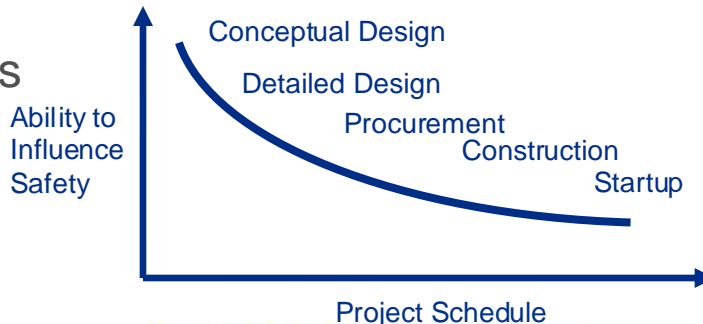 Conceptual Design
s
Detailed Design
Ability to
Influence
Safety
Procurement
Construction
Startup
Project Schedule